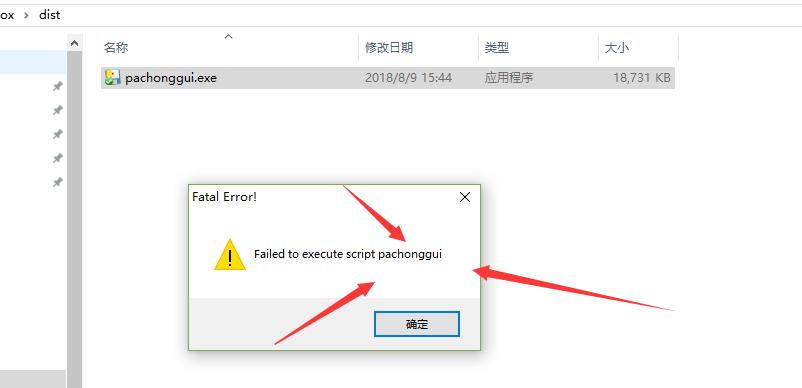 ox › dist
名称 修改日期 类型 大小
pachonggui.exe 2018/8/9 15:44 应用程序 18,731 KB
Fatal Error!
Failed to execute script pachonggui
确定